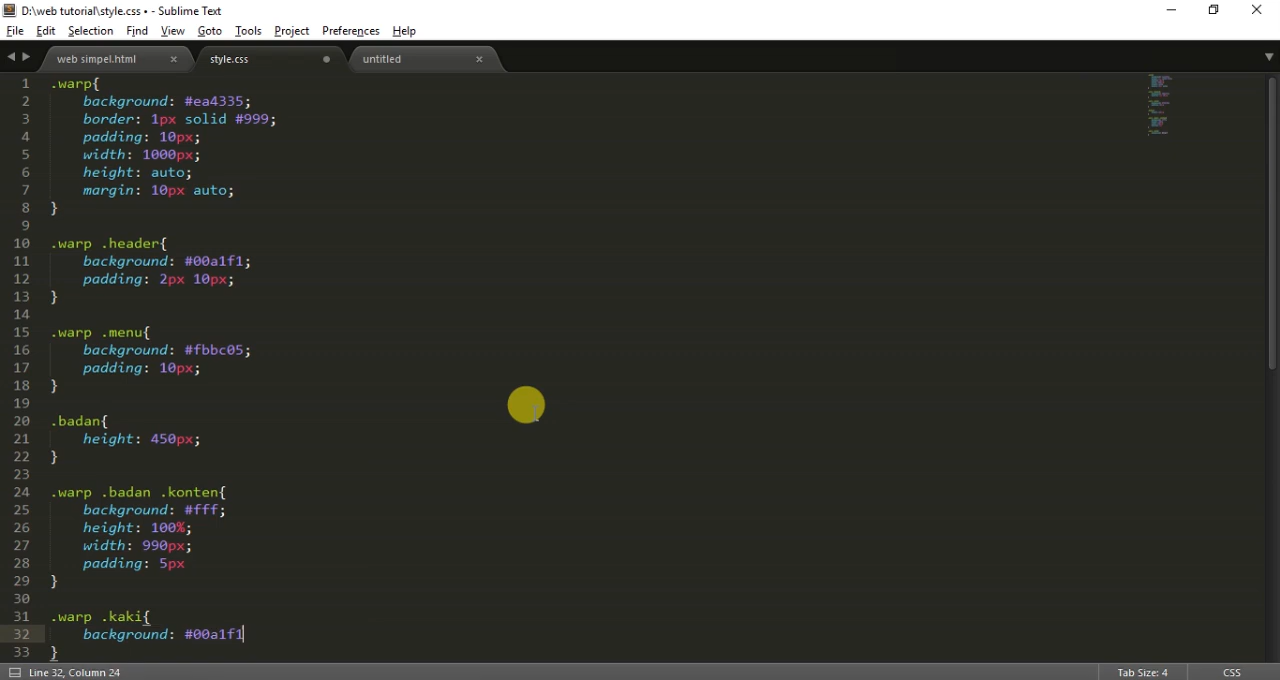 D:\web tutorial\style.css • - Sublime Text
File Edit Selection Find View Goto Tools Project Preferences Help
web simpel.html × style.css untitled ×
1 .warp{
2 background: #ea4335;
3 border: 1px solid #999;
4 padding: 10px;
5 width: 1000px;
6 height: auto;
7 margin: 10px auto;
8 }
9
10 .warp .header{
11 background: #00a1f1;
12 padding: 2px 10px;
13 }
14
15 .warp .menu{
16 background: #fbbc05;
17 padding: 10px;
18 }
19
20 .badan{
21 height: 450px;
22 }
23
24 .warp .badan .konten{
25 background: #fff;
26 height: 100%;
27 width: 990px;
28 padding: 5px
29 }
30
31 .warp .kaki{
32 background: #00a1f1
33 }
Line 32, Column 24 Tab Size: 4 CSS